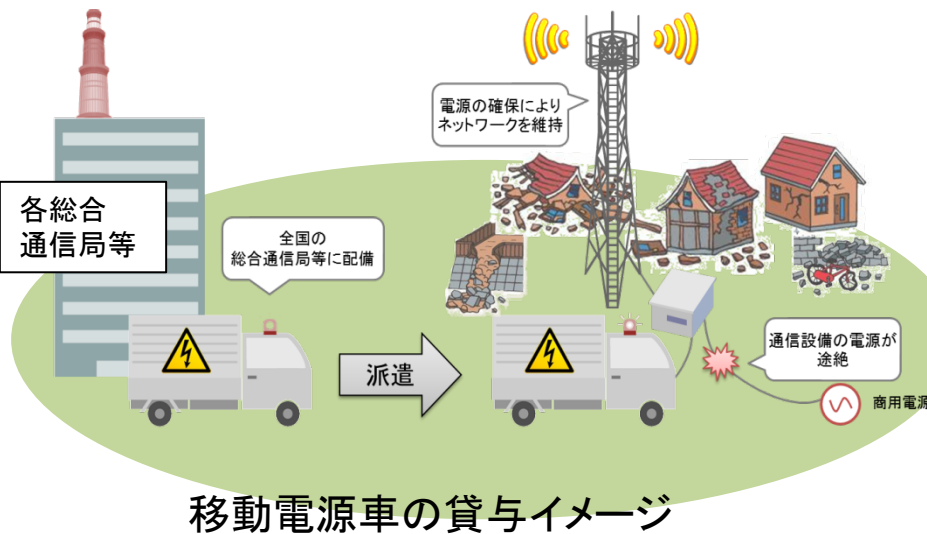 電源の確保により
ネットワークを維持
各総合
通信局等
全国の
総合通信局等に配備
派遣
通信設備の電源が
途絶
商用電源
移動電源車の貸与イメージ